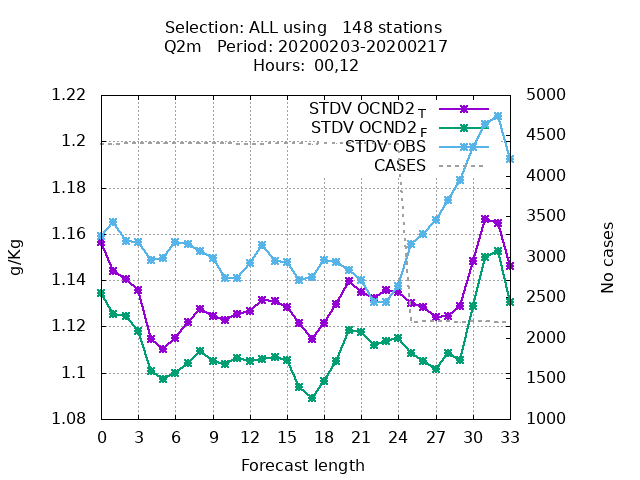 Selection: ALL using   148 stations
Q2m   Period: 20200203-20200217
Hours:  00,12
STDV OCND2 T
STDV OCND2 F
STDV OBS
CASES
1.22
1.2
1.18
1.16
1.14
1.12
1.1
1.08
g/Kg
5000
4500
4000
3500
3000
2500
2000
1500
1000
No cases
0 3 6 9 12 15 18 21 24 27 30 33
Forecast length